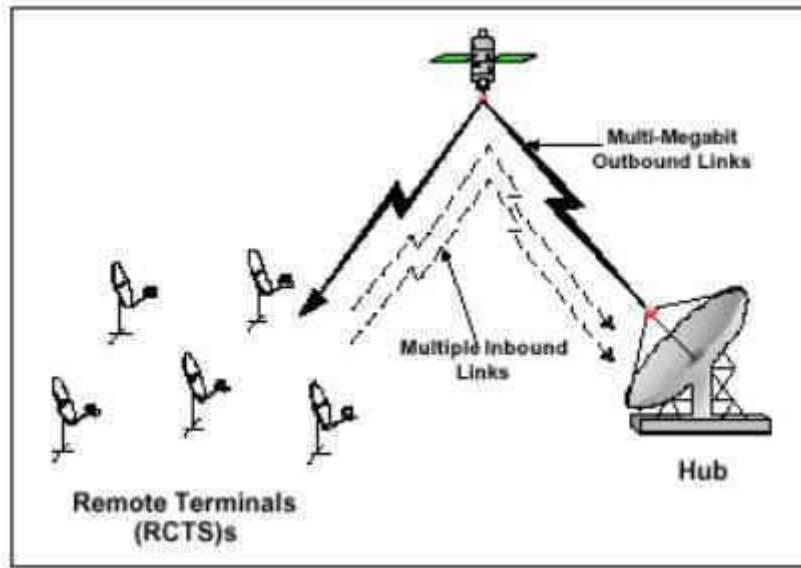 Multi-Megabit
Outbound Links
Multiple Inbound
Links
Hub
Remote Terminals
(RCTS)s